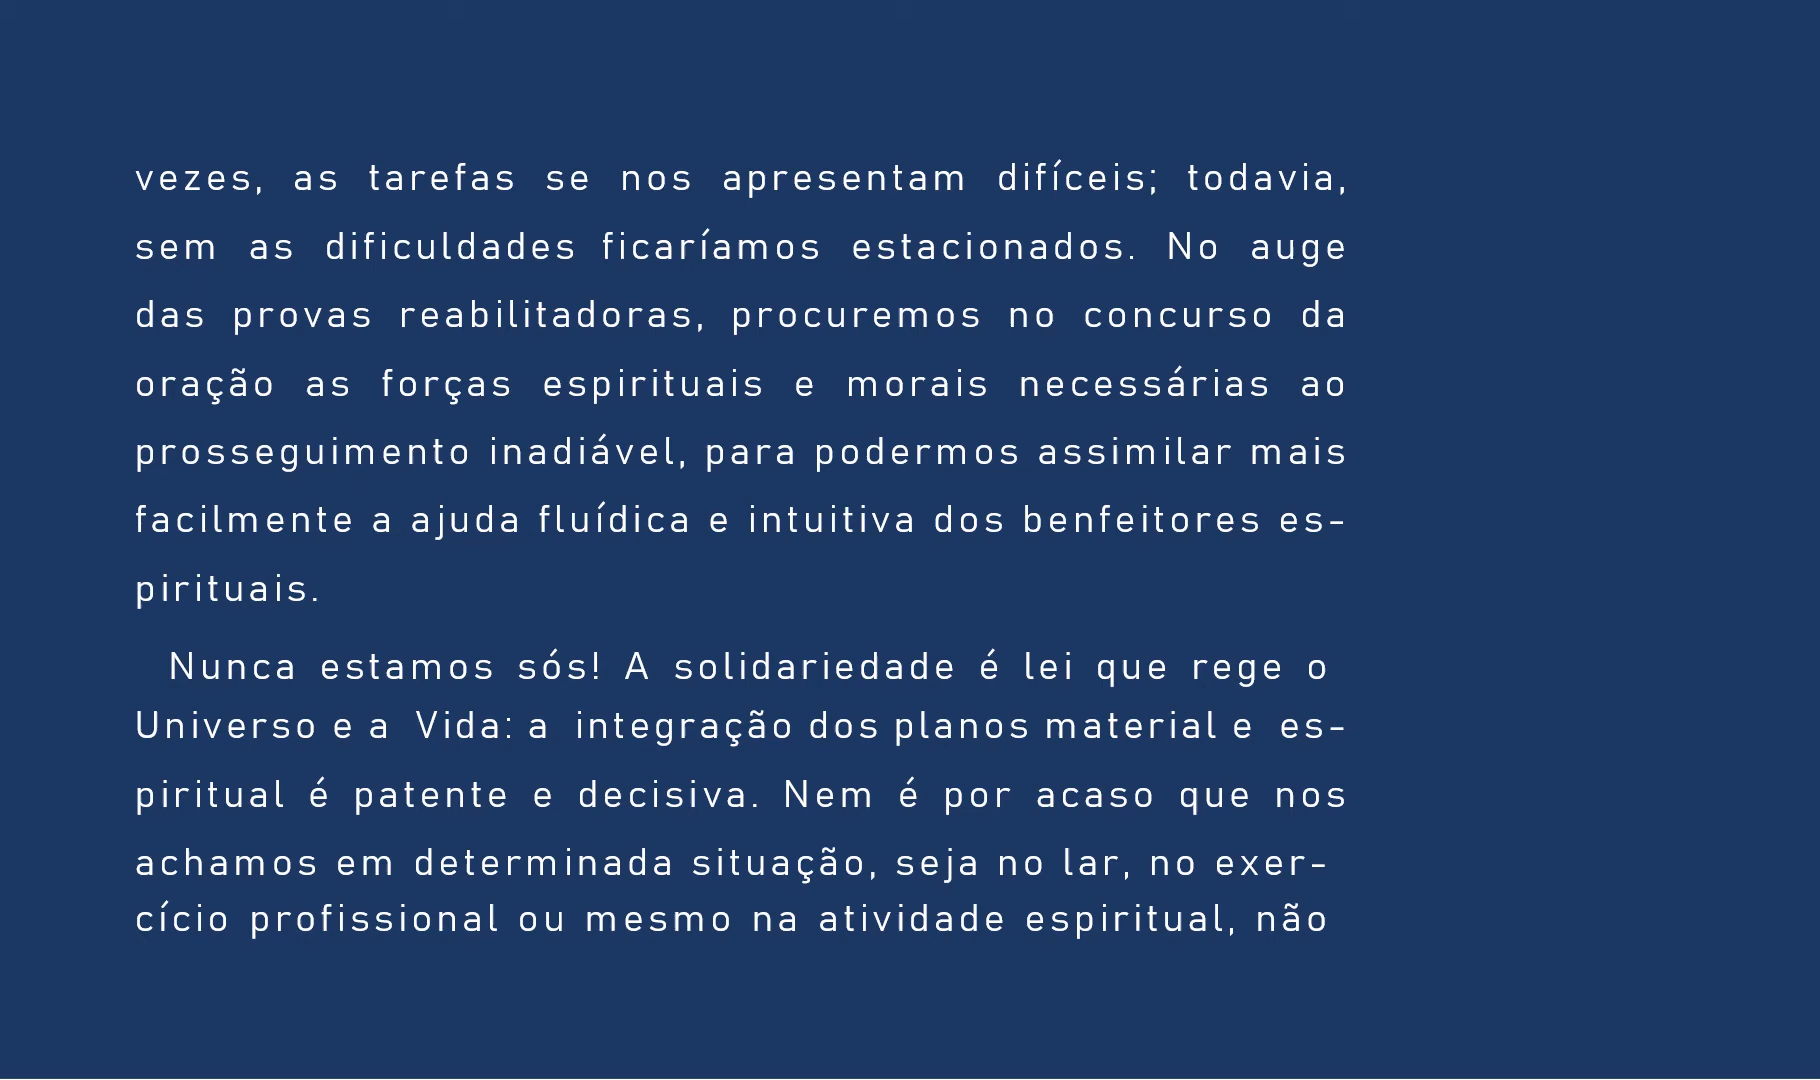 vezes, as tarefas se nos apresentam difíceis; todavia,
sem as dificuldades ficaríamos estacionados. No auge
das provas reabilitadoras, procuremos no concurso da
oração as forças espirituais e morais necessárias ao
prosseguimento inadiável, para podermos assimilar mais
facilmente a ajuda fluídica e intuitiva dos benfeitores es-
pirituais.
Nunca estamos sós! A solidariedade é lei que rege o
Universo e a Vida: a integração dos planos material e es-
piritual é patente e decisiva. Nem é por acaso que nos
achamos em determinada situação, seja no lar, no exer-
cício profissional ou mesmo na atividade espiritual, não